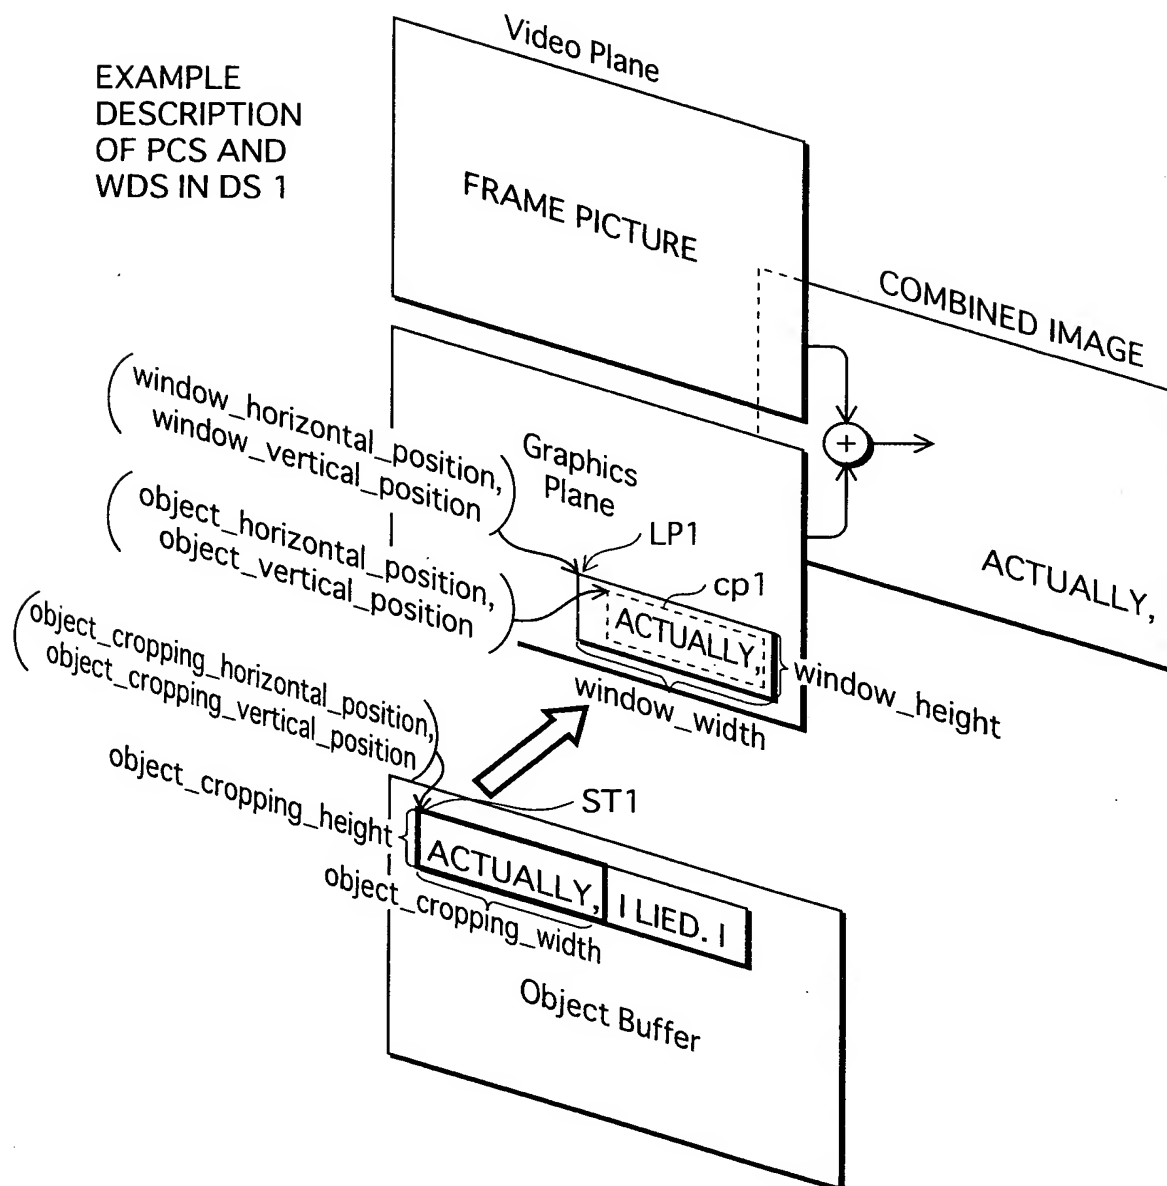 EXAMPLE
DESCRIPTION
OF PCS AND
WDS IN DS 1
Video Plane
FRAME PICTURE
COMBINED IMAGE
(window_horizontal_position,
window_vertical_position)
Graphics
Plane
(object_horizontal_position,
object_vertical_position)
LP1
cp1
ACTUALLY,
ACTUALLY,
+
(object_cropping_horizontal_position,
object_cropping_vertical_position)
window_height
window_width
object_cropping_height
ST1
ACTUALLY, I LIED. I
object_cropping_width
Object Buffer